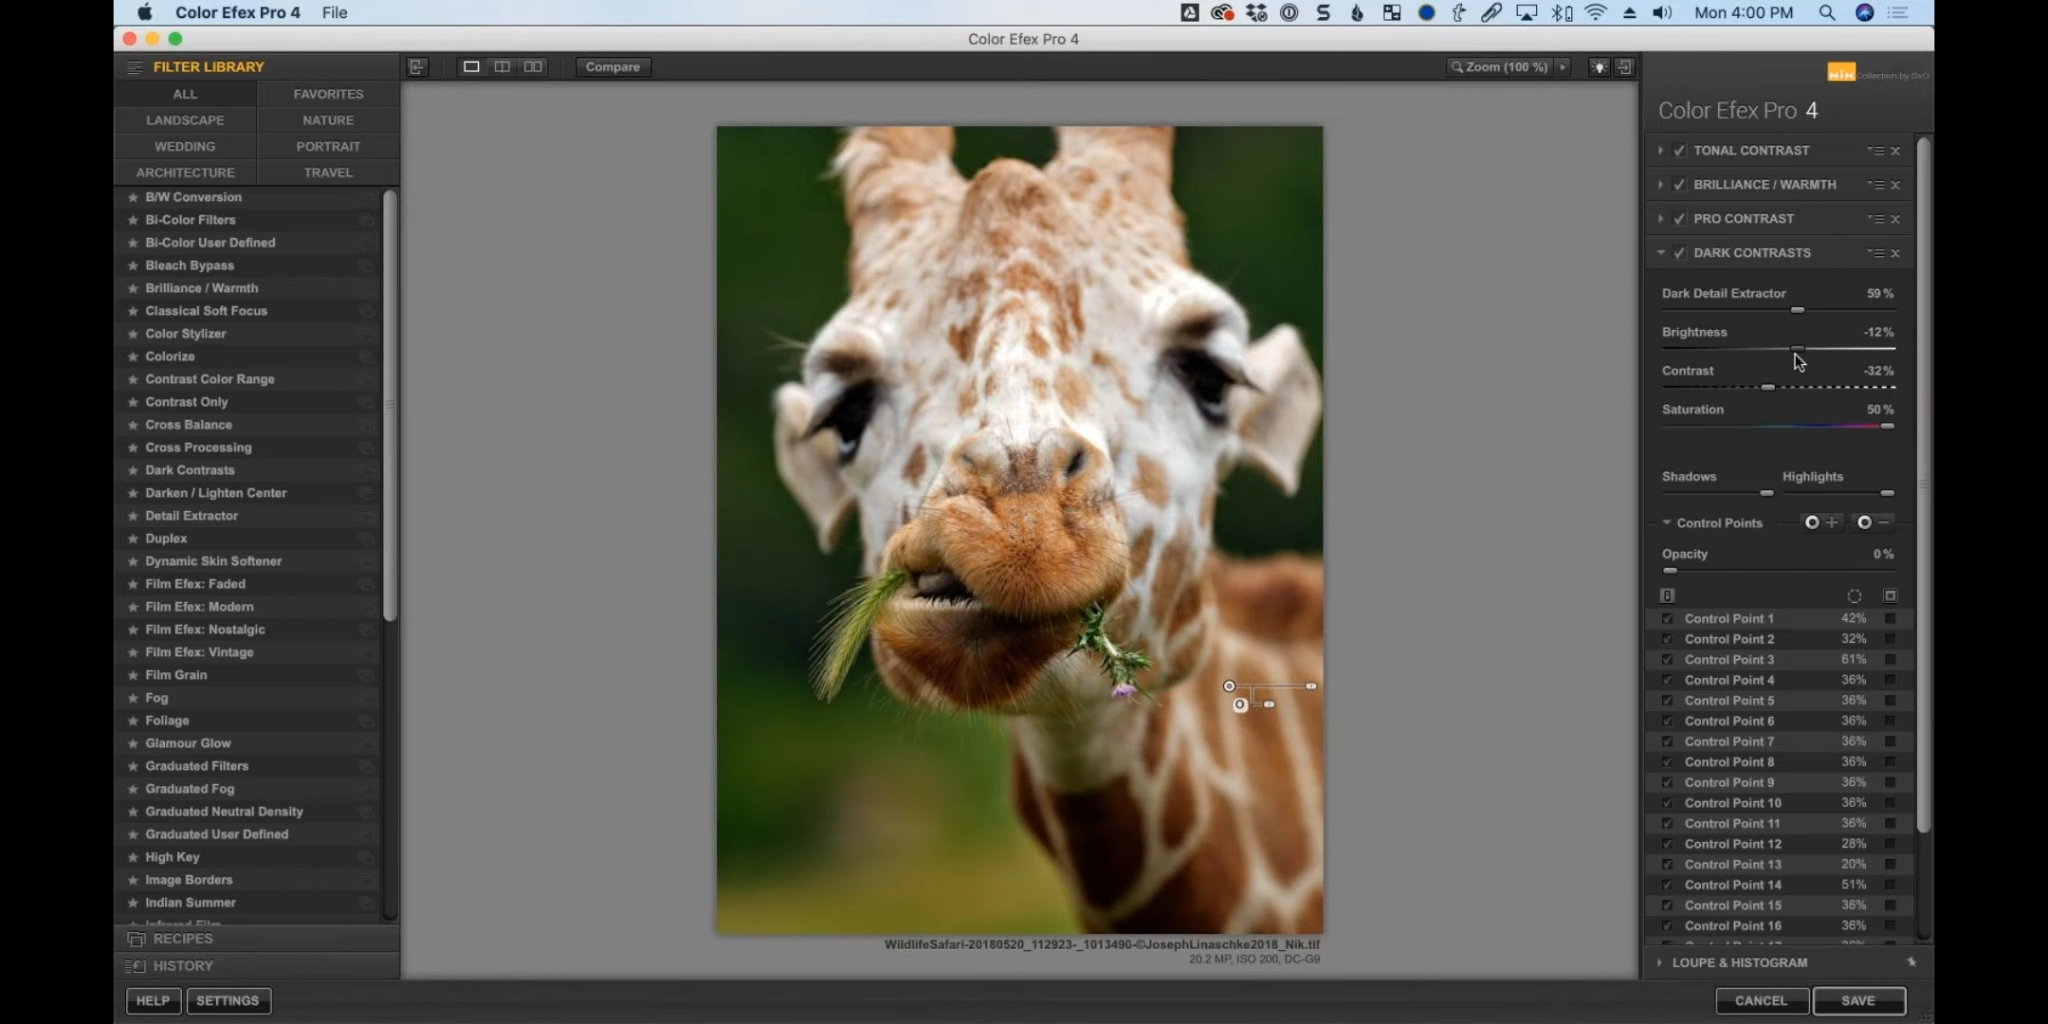 Color Efex Pro 4 File
Mon 4:00 PM
Color Efex Pro 4
FILTER LIBRARY
ALL FAVORITES
LANDSCAPE NATURE
WEDDING PORTRAIT
ARCHITECTURE TRAVEL
B/W Conversion
Bi-Color Filters
Bi-Color User Defined
Bleach Bypass
Brilliance / Warmth
Classical Soft Focus
Color Stylizer
Colorize
Contrast Color Range
Contrast Only
Cross Balance
Cross Processing
Dark Contrasts
Darken / Lighten Center
Detail Extractor
Duplex
Dynamic Skin Softener
Film Efex: Faded
Film Efex: Modern
Film Efex: Nostalgic
Film Efex: Vintage
Film Grain
Fog
Foliage
Glamour Glow
Graduated Filters
Graduated Fog
Graduated Neutral Density
Graduated User Defined
High Key
Image Borders
Indian Summer
Infrared Film
RECIPES
HISTORY
HELP SETTINGS
Compare
Zoom (100 %)
WildlifeSafari-20180520_112923-_1013490-©JosephLinaschke2018_Nik.tif
20.2 MP, ISO 200, DC-G9
Nik Collection by DxO
Color Efex Pro 4
TONAL CONTRAST
BRILLIANCE / WARMTH
PRO CONTRAST
DARK CONTRASTS
Dark Detail Extractor 59 %
Brightness -12 %
Contrast -32 %
Saturation 50 %
Shadows Highlights
Control Points
Opacity 0 %
Control Point 1 42%
Control Point 2 32%
Control Point 3 61%
Control Point 4 36%
Control Point 5 36%
Control Point 6 36%
Control Point 7 36%
Control Point 8 36%
Control Point 9 36%
Control Point 10 36%
Control Point 11 36%
Control Point 12 28%
Control Point 13 20%
Control Point 14 51%
Control Point 15 36%
Control Point 16 36%
LOUPE & HISTOGRAM
CANCEL SAVE